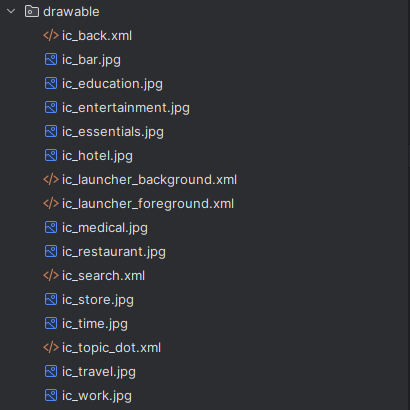 drawable
ic_back.xml
ic_bar.jpg
ic_education.jpg
ic_entertainment.jpg
ic_essentials.jpg
ic_hotel.jpg
ic_launcher_background.xml
ic_launcher_foreground.xml
ic_medical.jpg
ic_restaurant.jpg
ic_search.xml
ic_store.jpg
ic_time.jpg
ic_topic_dot.xml
ic_travel.jpg
ic_work.jpg